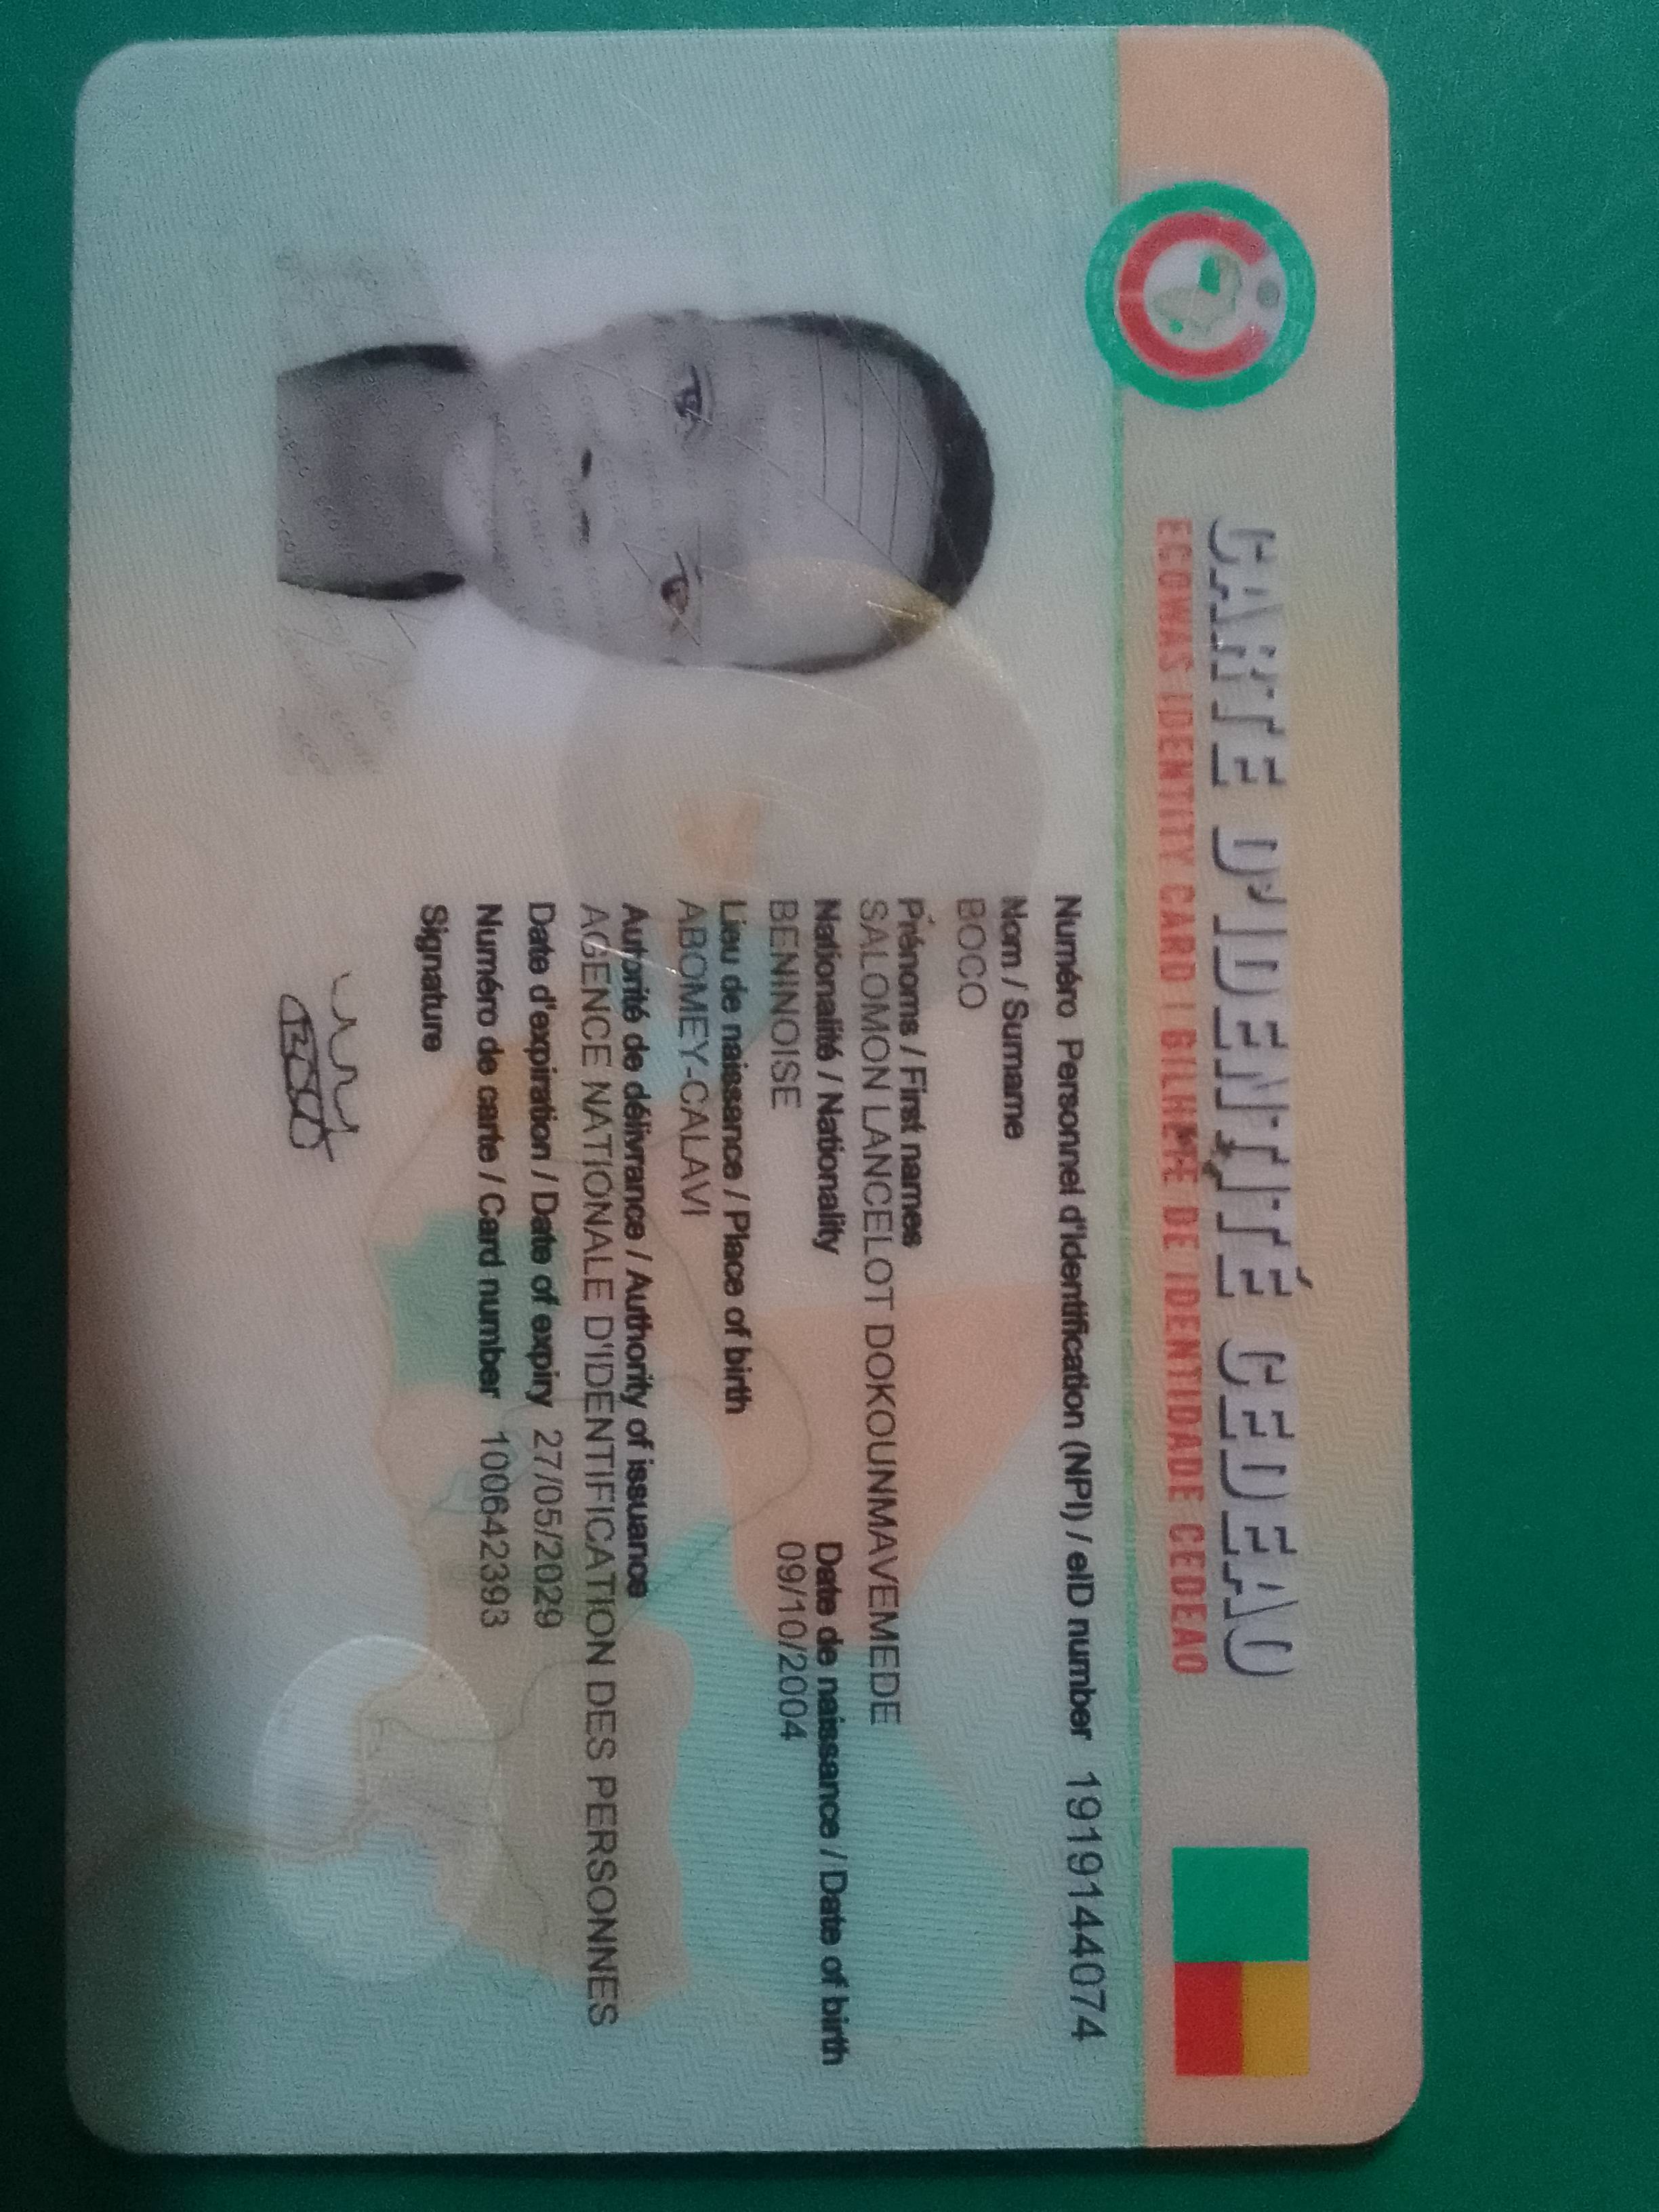 CARTE D'IDENTITÉ CEDEAO
ECOWAS IDENTITY CARD / BILHETE DE IDENTIDADE CEDEAO
Numéro Personnel d'Identification (NPI) / eID number 1919144074
Nom / Surname
BOCO
Prénoms / First names
SALOMON LANCELOT DOKOUNMAVEMEDE
Nationalité / Nationality Date de naissance / Date of birth
BENINOISE 09/10/2004
Lieu de naissance / Place of birth
ABOMEY-CALAVI
Autorité de délivrance / Authority of issuance
AGENCE NATIONALE D'IDENTIFICATION DES PERSONNES
Date d'expiration / Date of expiry 27/05/2029
Numéro de carte / Card number 100642393
Signature